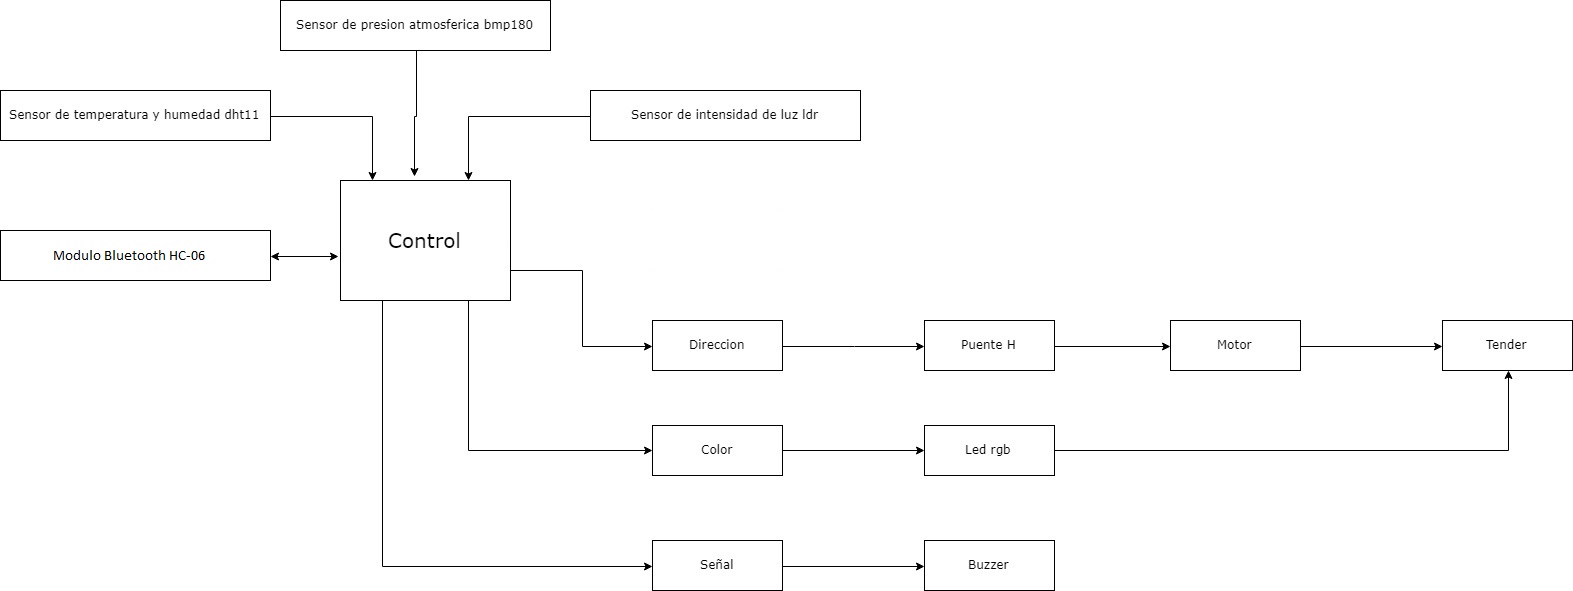 Sensor de presion atmosferica bmp180
Sensor de temperatura y humedad dht11
Sensor de intensidad de luz ldr
Control
Modulo Bluetooth HC-06
Direccion
Puente H
Motor
Tender
Color
Led rgb
Señal
Buzzer